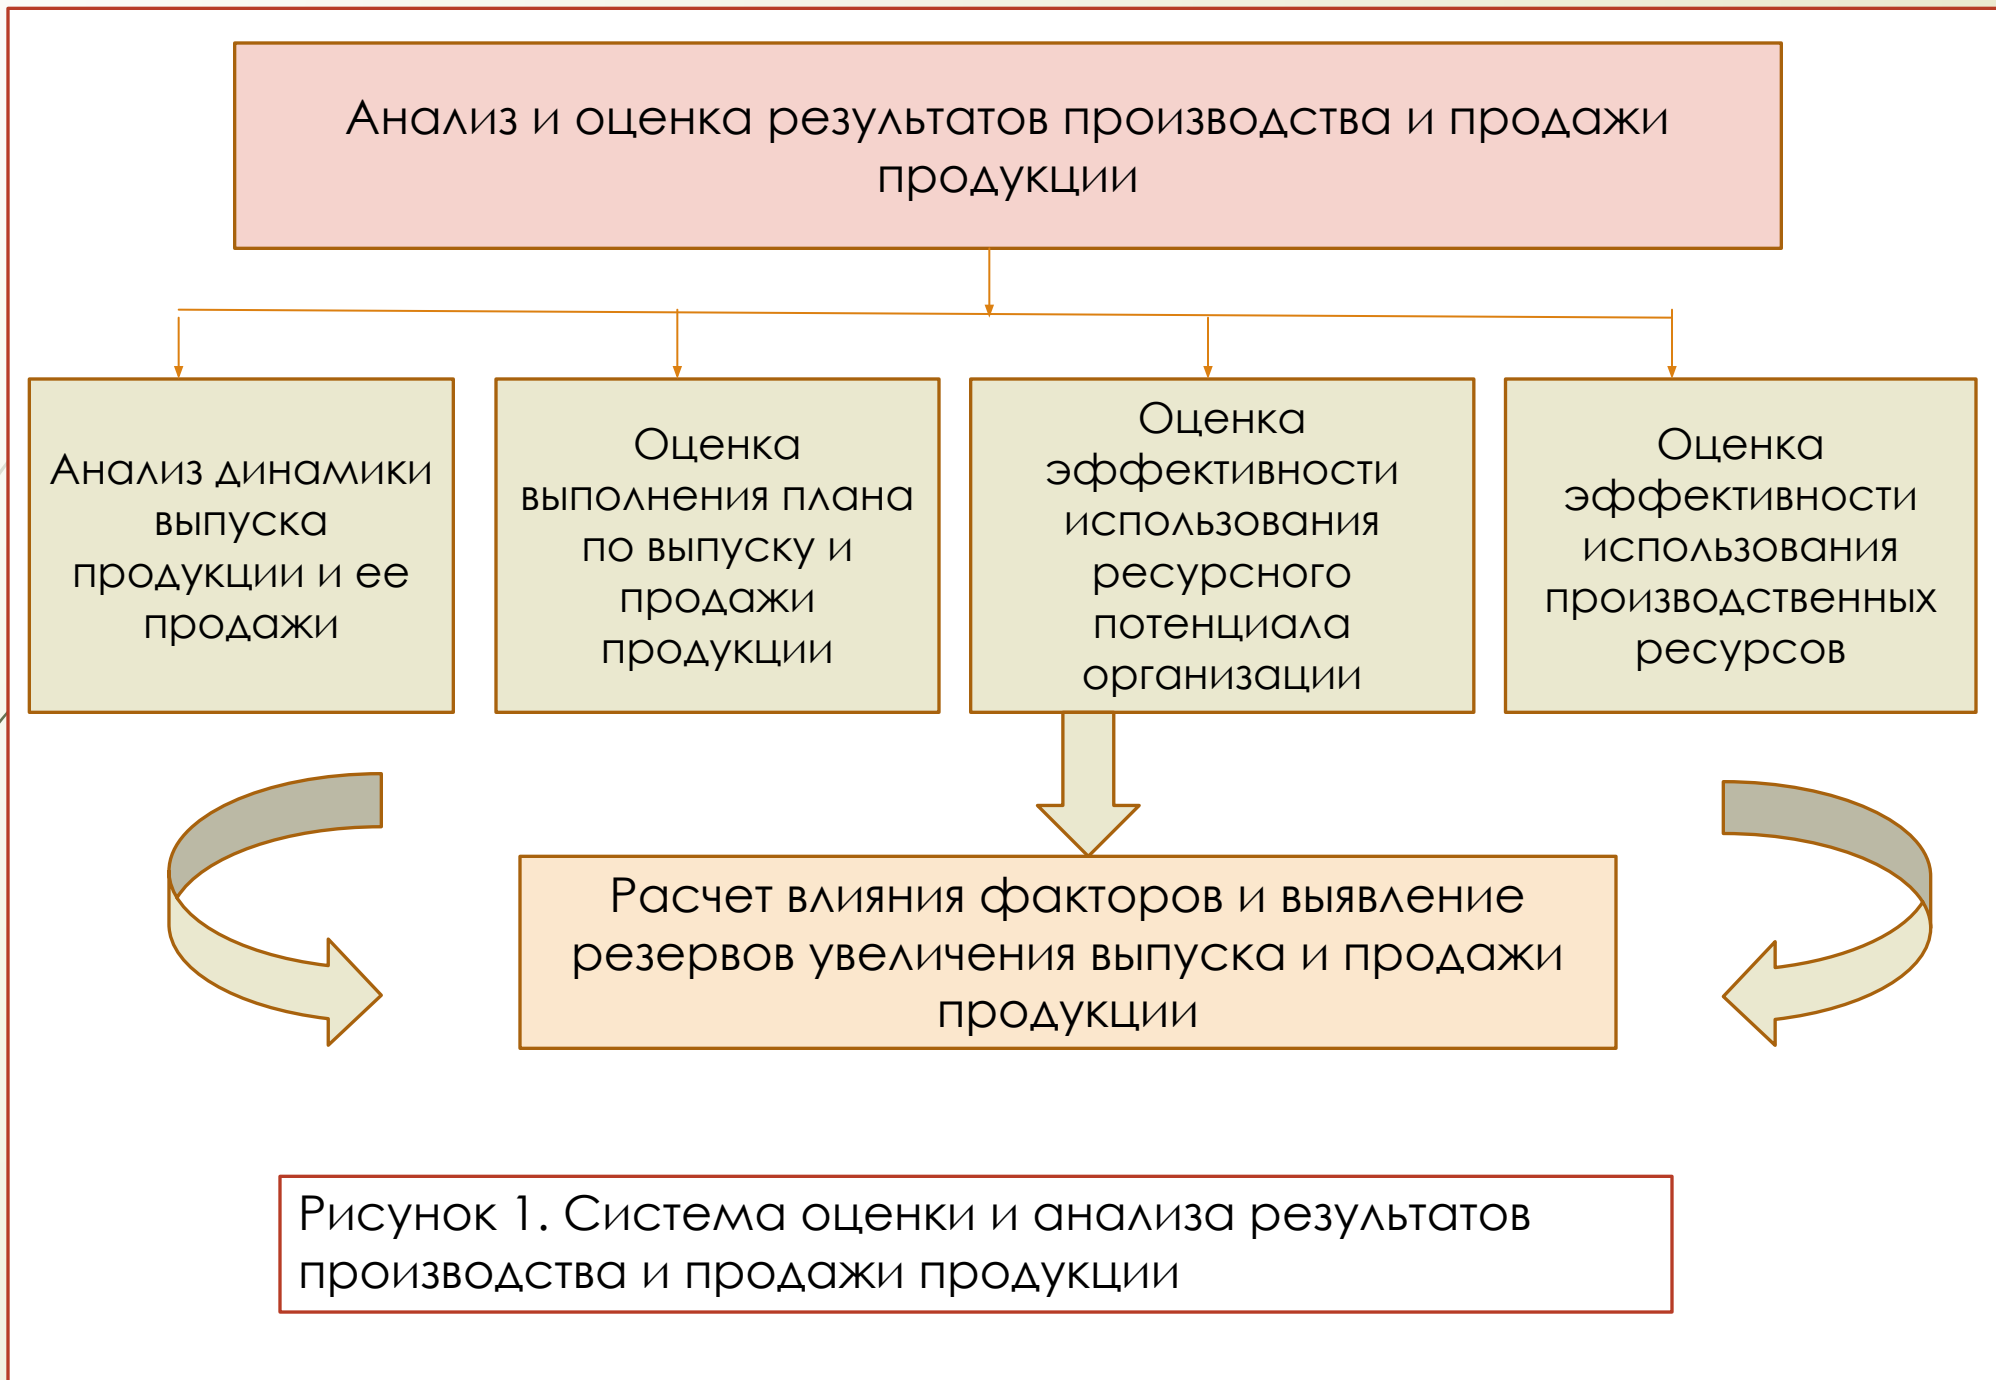 Анализ и оценка результатов производства и продажи
продукции
Анализ динамики
выпуска
продукции и ее
продажи
Оценка
выполнения плана
по выпуску и
продажи
продукции
Оценка
эффективности
использования
ресурсного
потенциала
организации
Оценка
эффективности
использования
производственных
ресурсов
Расчет влияния факторов и выявление
резервов увеличения выпуска и продажи
продукции
Рисунок 1. Система оценки и анализа результатов
производства и продажи продукции